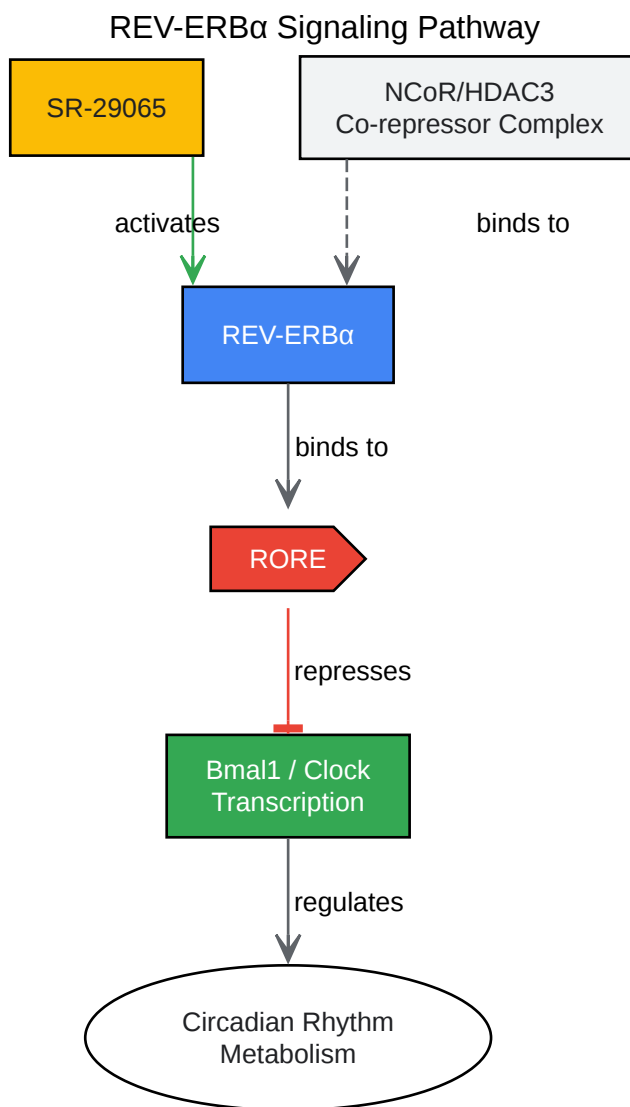 REV-ERBα Signaling Pathway
SR-29065
NCoR/HDAC3
Co-repressor Complex
activates
binds to
REV-ERBα
binds to
RORE
represses
Bmal1 / Clock
Transcription
regulates
Circadian Rhythm
Metabolism